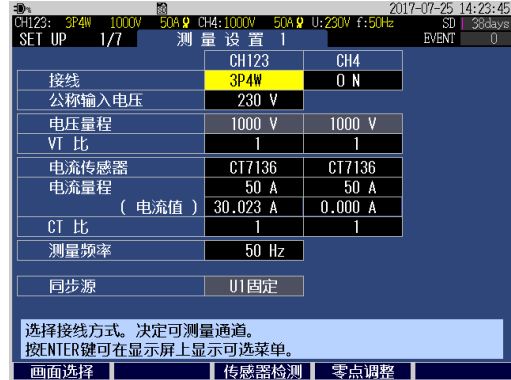 2017-07-25 14:23:45
CH123: 3P4W 1000V 50A CH4:1000V 50A U:230V f:50Hz SD 38days
SET UP 1/7 测量设置 1 EVENT 0
CH123 CH4
接线 3P4W ON
公称输入电压 230 V
电压量程 1000 V 1000 V
VT 比 1 1
电流传感器 CT7136 CT7136
电流量程 50 A 50 A
( 电流值 ) 30.023 A 0.000 A
CT 比 1 1
测量频率 50 Hz
同步源 U1固定
选择接线方式。决定可测量通道。
按ENTER键可在显示屏上显示可选菜单。
画面选择 传感器检测 零点调整